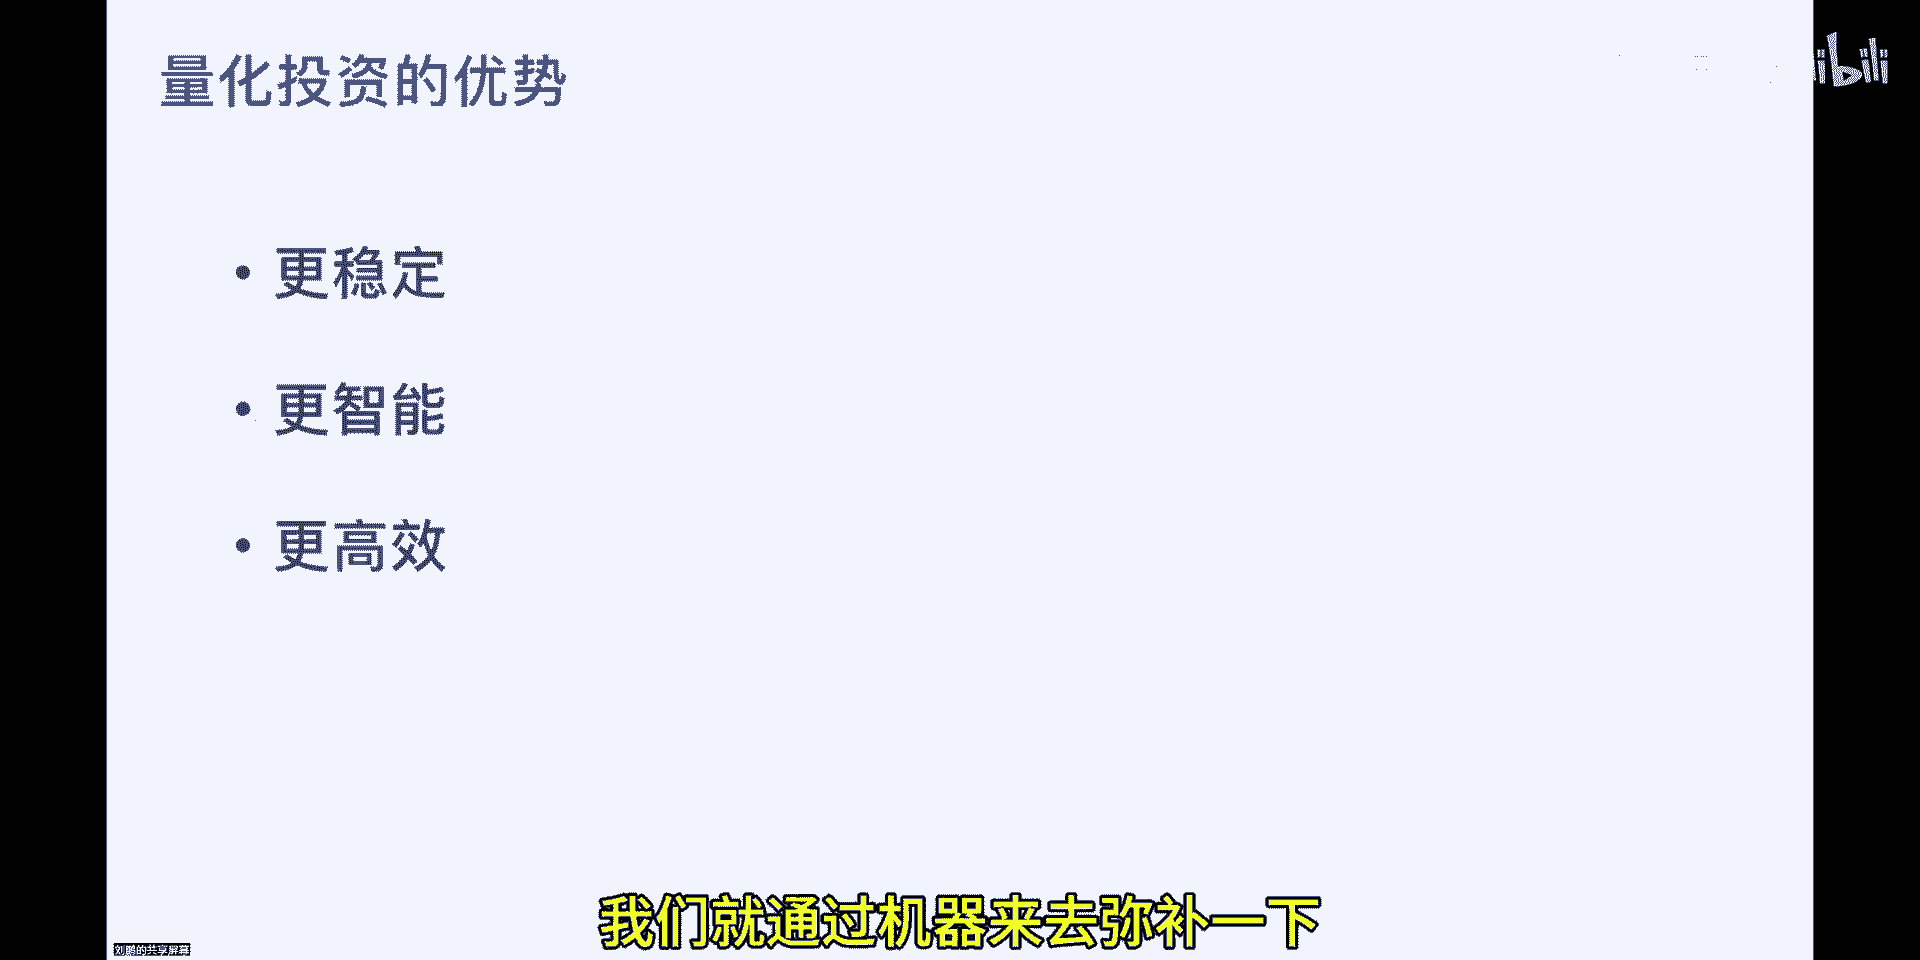 量化投资的优势
ibili
• 更稳定
• 更智能
• 更高效
我们就通过机器来去弥补一下
刘鹏的共享屏幕